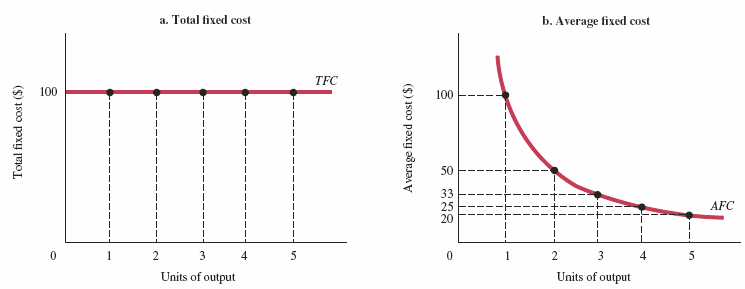 a. Total fixed cost
Total fixed cost ($)
100
TFC
0
1
2
3
4
5
Units of output
b. Average fixed cost
Average fixed cost ($)
100
50
33
25
20
AFC
0
1
2
3
4
5
Units of output